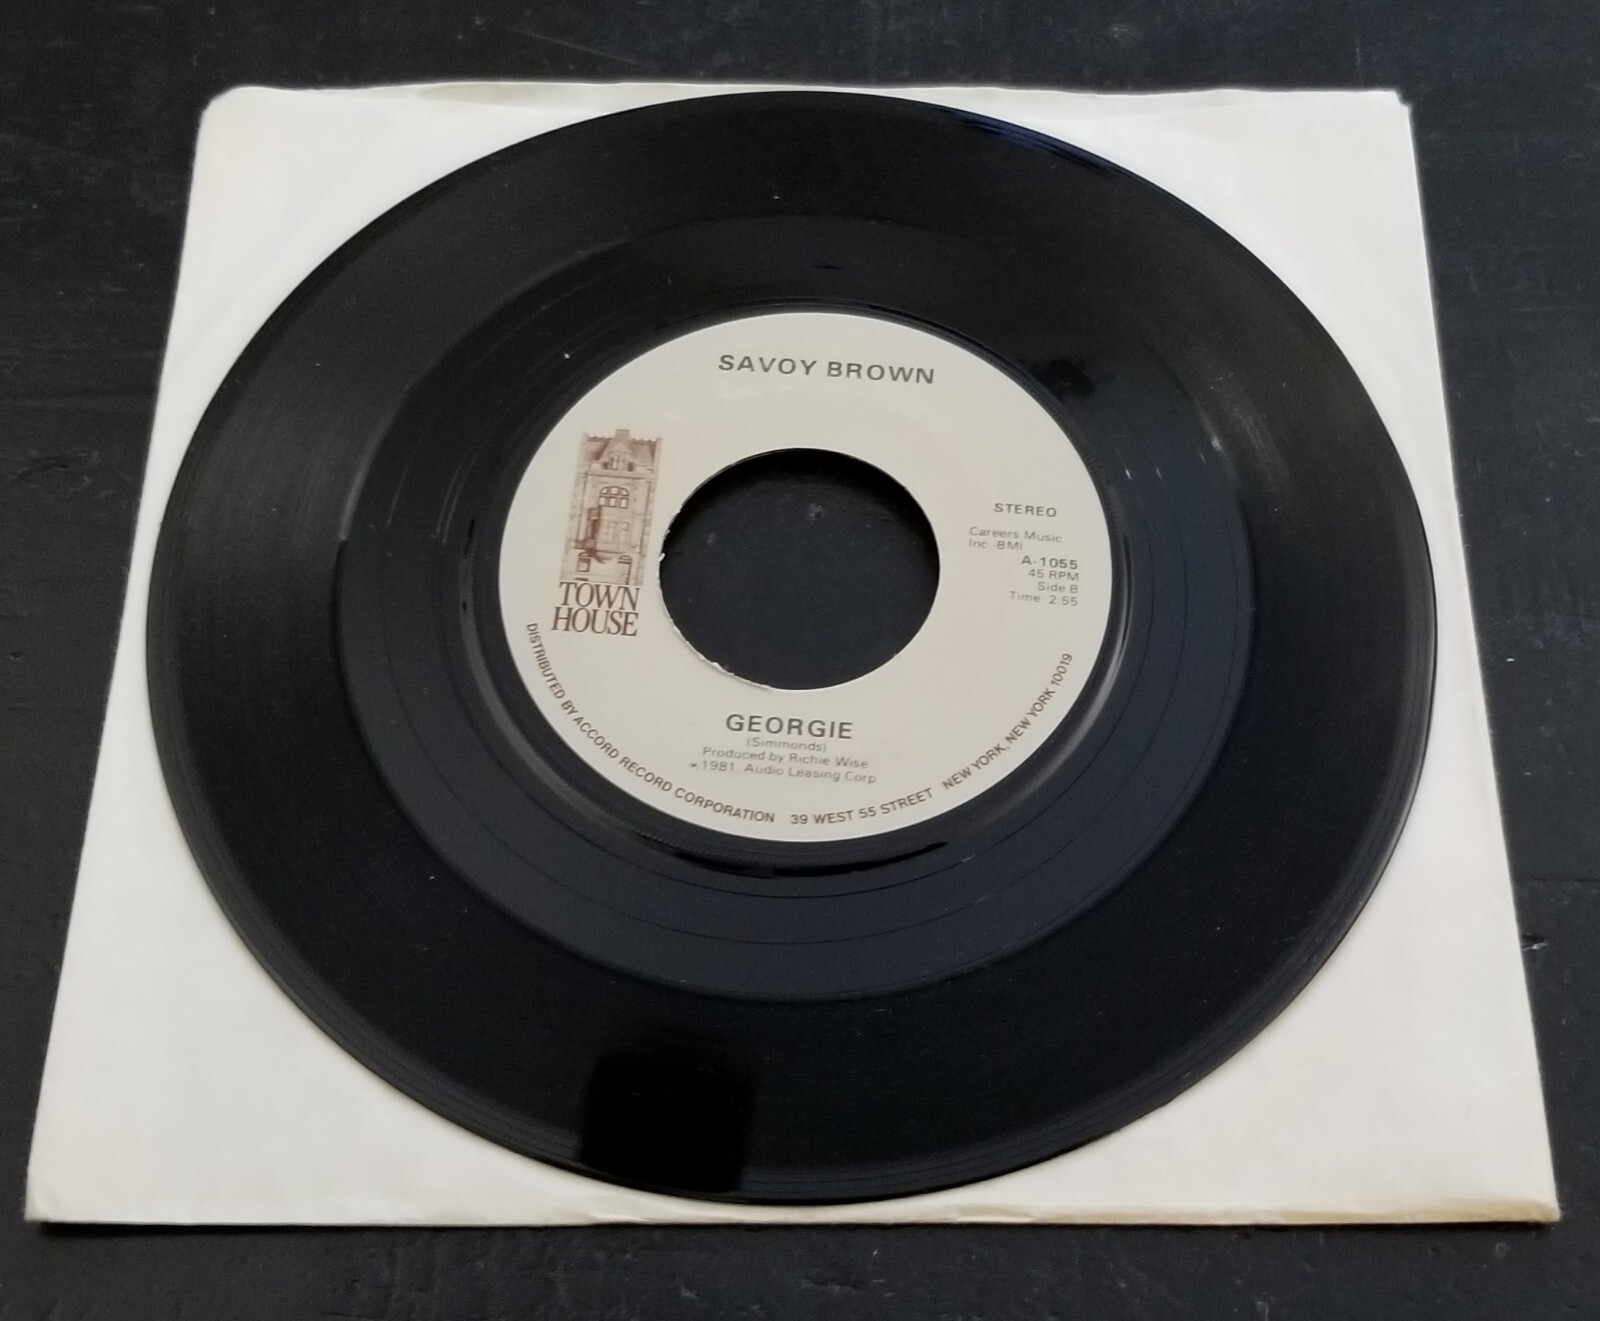 SAVOY BROWN
STEREO
Careers Music
Inc -BMI
A-1055
45 RPM
Side B
Time: 2:55
TOWN
HOUSE
GEORGIE
(Simmonds)
Produced by Richie Wise
℗1981, Audio Leasing Corp
DISTRIBUTED BY ACCORD RECORD CORPORATION 39 WEST 55 STREET NEW YORK, NEW YORK 10019